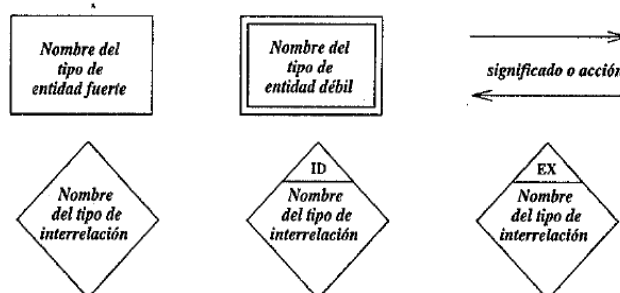 Nombre del
tipo de
entidad fuerte
Nombre del
tipo de
entidad débil
significado o acción
Nombre
del tipo de
interrelación
ID
Nombre
del tipo de
interrelación
EX
Nombre
del tipo de
interrelación